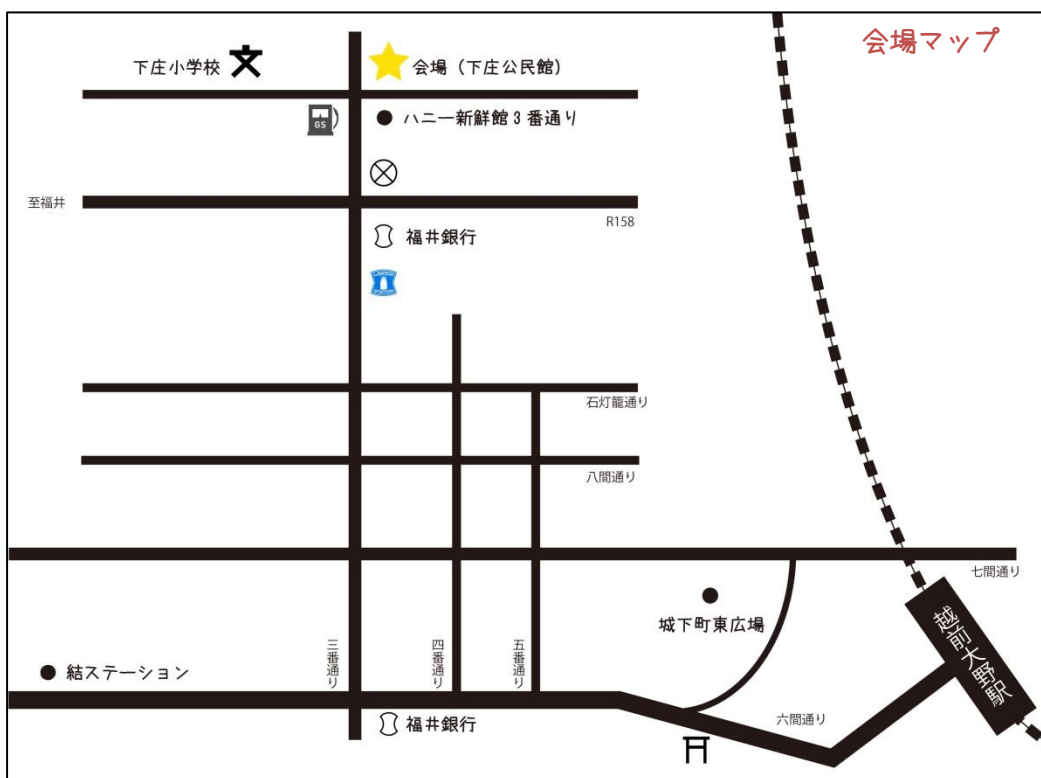 会場マップ
下庄小学校
文
会場（下庄公民館）
GS
ハニー新鮮館3番通り
至福井
R158
福井銀行
石灯籠通り
八間通り
七間通り
城下町東広場
越前大野駅
三番通り
四番通り
五番通り
結ステーション
六間通り
福井銀行